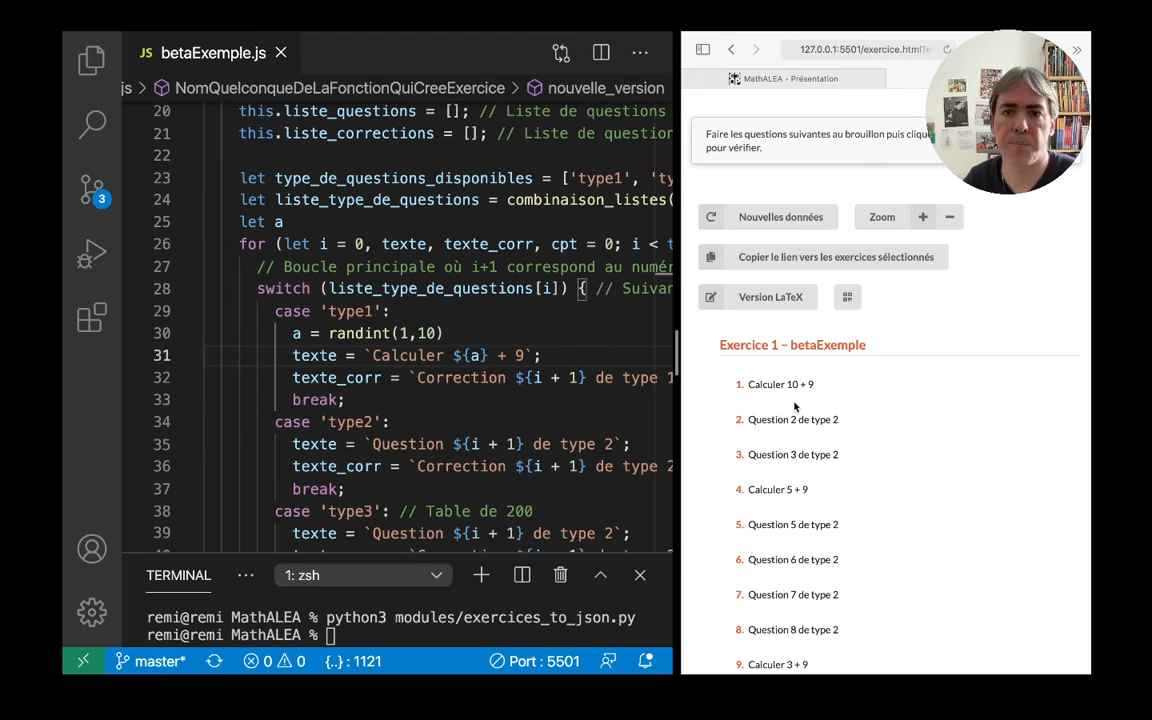 JS betaExemple.js
js > NomQuelconqueDeLaFonctionQuiCreeExercice > nouvelle_version
20 this.liste_questions = []; // Liste de questions
21 this.liste_corrections = []; // Liste de question
22
23 let type_de_questions_disponibles = ['type1', 'ty
24 let liste_type_de_questions = combinaison_listes(
25 let a
26 for (let i = 0, texte, texte_corr, cpt = 0; i < t
27 // Boucle principale où i+1 correspond au numér
28 switch (liste_type_de_questions[i]) { // Suivan
29 case 'type1':
30 a = randint(1,10)
31 texte = `Calculer ${a} + 9`;
32 texte_corr = `Correction ${i + 1} de type 1
33 break;
34 case 'type2':
35 texte = `Question ${i + 1} de type 2`;
36 texte_corr = `Correction ${i + 1} de type 2
37 break;
38 case 'type3': // Table de 200
39 texte = `Question ${i + 1} de type 2`;
3
TERMINAL ··· 1: zsh
remi@remi MathALEA % python3 modules/exercices_to_json.py
remi@remi MathALEA %
master* 0 0 {..} : 1121 Port : 5501
127.0.0.1:5501/exercice.html?e
MathALEA - Présentation
Faire les questions suivantes au brouillon puis clique
pour vérifier.
Nouvelles données Zoom + −
Copier le lien vers les exercices sélectionnés
Version LaTeX
Exercice 1 − betaExemple
1. Calculer 10 + 9
2. Question 2 de type 2
3. Question 3 de type 2
4. Calculer 5 + 9
5. Question 5 de type 2
6. Question 6 de type 2
7. Question 7 de type 2
8. Question 8 de type 2
9. Calculer 3 + 9